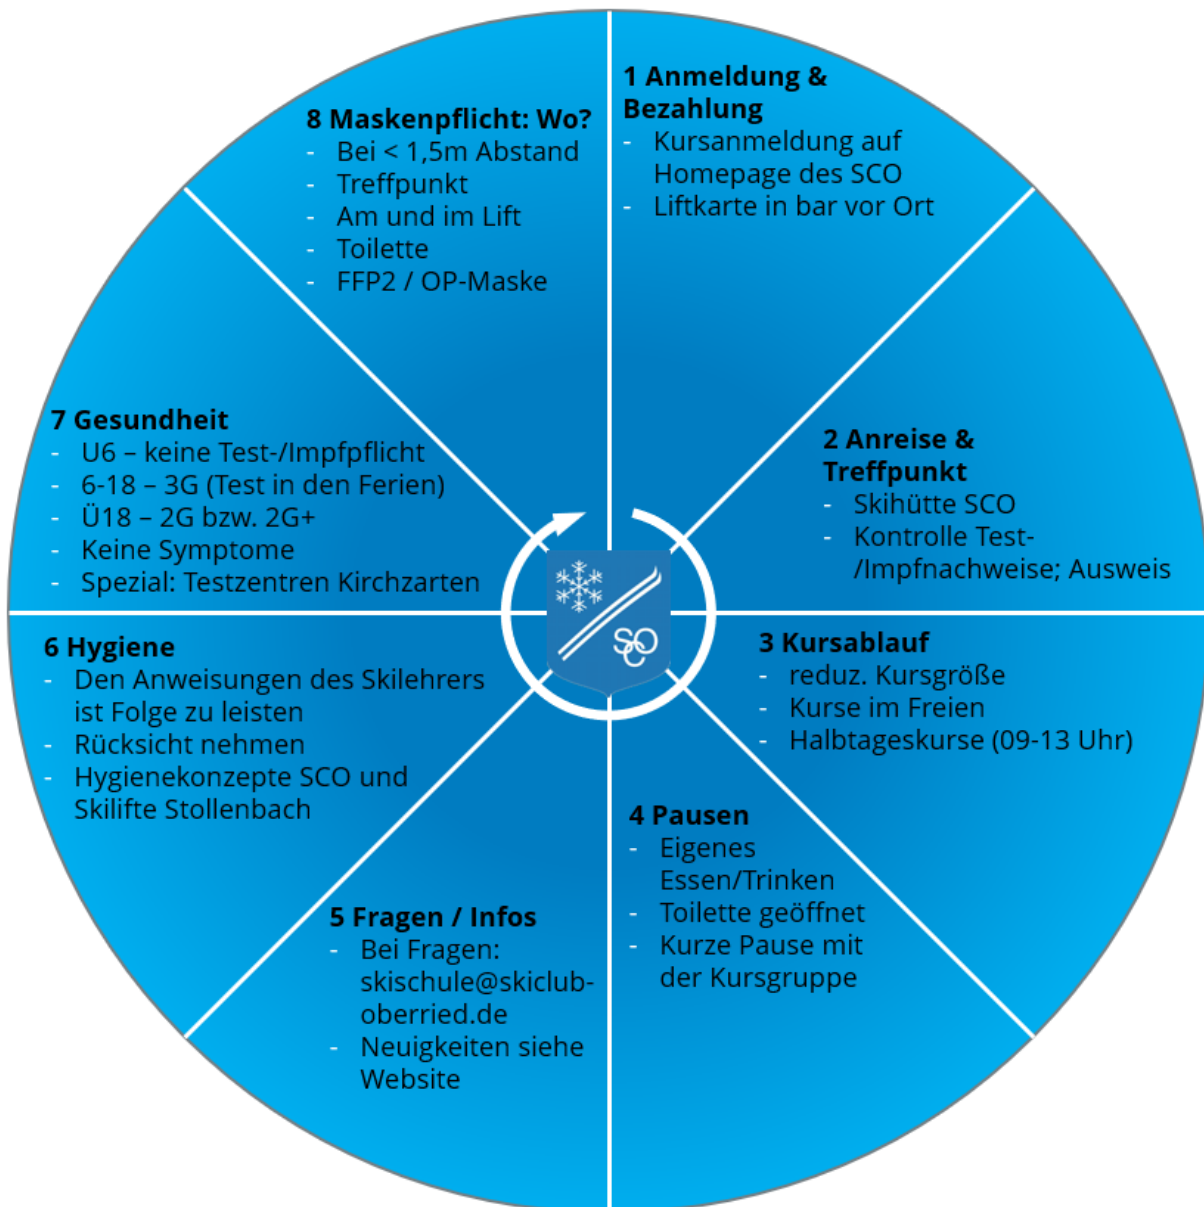 1 Anmeldung &
Bezahlung
- Kursanmeldung auf
Homepage des SCO
- Liftkarte in bar vor Ort
2 Anreise &
Treffpunkt
- Skihütte SCO
- Kontrolle Test-
/Impfnachweise; Ausweis
3 Kursablauf
- reduz. Kursgröße
- Kurse im Freien
- Halbtageskurse (09-13 Uhr)
4 Pausen
- Eigenes
Essen/Trinken
- Toilette geöffnet
- Kurze Pause mit
der Kursgruppe
5 Fragen / Infos
- Bei Fragen:
skischule@skiclub-
oberried.de
- Neuigkeiten siehe
Website
6 Hygiene
- Den Anweisungen des Skilehrers
ist Folge zu leisten
- Rücksicht nehmen
- Hygienekonzepte SCO und
Skilifte Stollenbach
7 Gesundheit
- U6 – keine Test-/Impfpflicht
- 6-18 – 3G (Test in den Ferien)
- Ü18 – 2G bzw. 2G+
- Keine Symptome
- Spezial: Testzentren Kirchzarten
8 Maskenpflicht: Wo?
- Bei < 1,5m Abstand
- Treffpunkt
- Am und im Lift
- Toilette
- FFP2 / OP-Maske
SCO